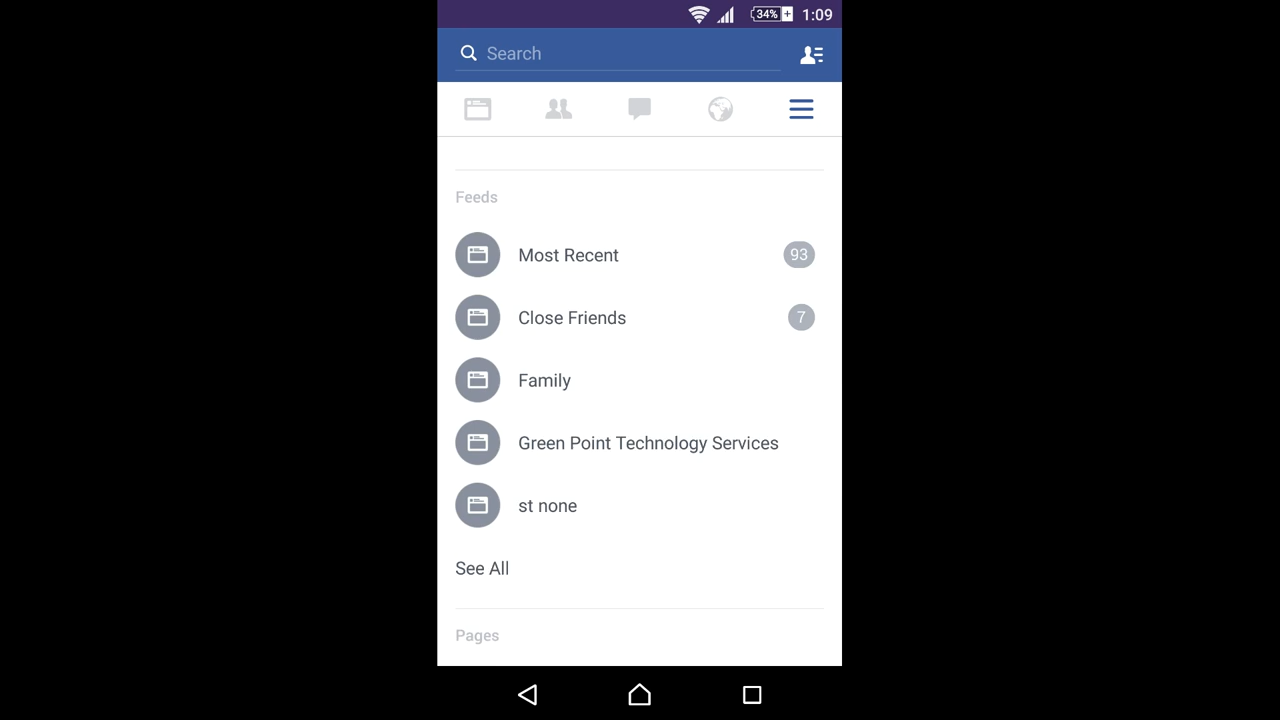 34% 1:09
Search
Feeds
Most Recent 93
Close Friends 7
Family
Green Point Technology Services
st none
See All
Pages